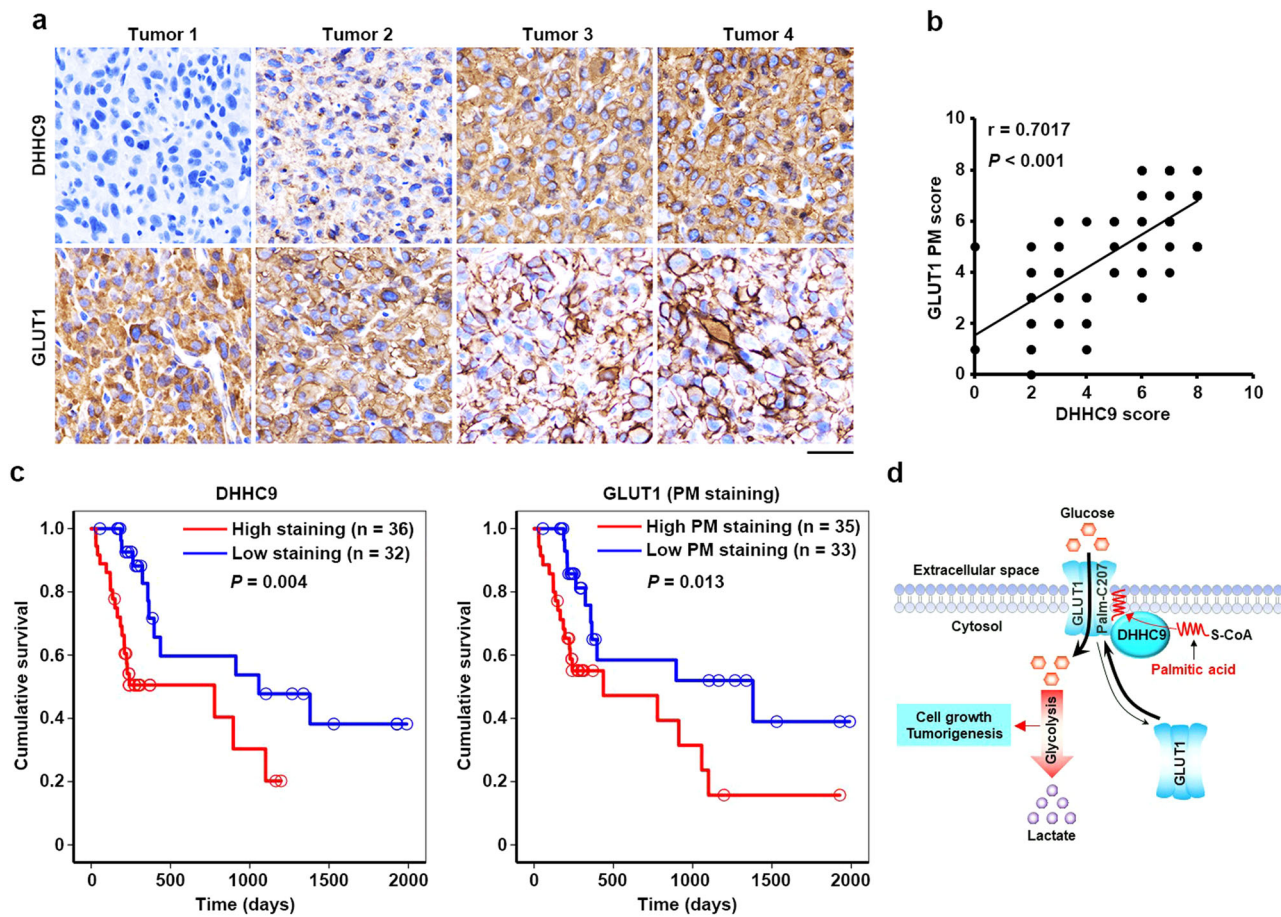 a
Tumor 1 Tumor 2 Tumor 3 Tumor 4
DHHC9
GLUT1
b
10
8
6
4
2
0
r = 0.7017
P < 0.001
GLUT1 PM score
0 2 4 6 8 10
DHHC9 score
c
DHHC9
High staining (n = 36)
Low staining (n = 32)
P = 0.004
1.0
0.8
0.6
0.4
0.2
0
Cumulative survival
0 500 1000 1500 2000
Time (days)
GLUT1 (PM staining)
High PM staining (n = 35)
Low PM staining (n = 33)
P = 0.013
1.0
0.8
0.6
0.4
0.2
0
Cumulative survival
0 500 1000 1500 2000
Time (days)
d
Glucose
Extracellular space
Cytosol
GLUT1
Palm-C207
DHHC9
S-CoA
Palmitic acid
Cell growth
Tumorigenesis
Glycolysis
GLUT1
Lactate